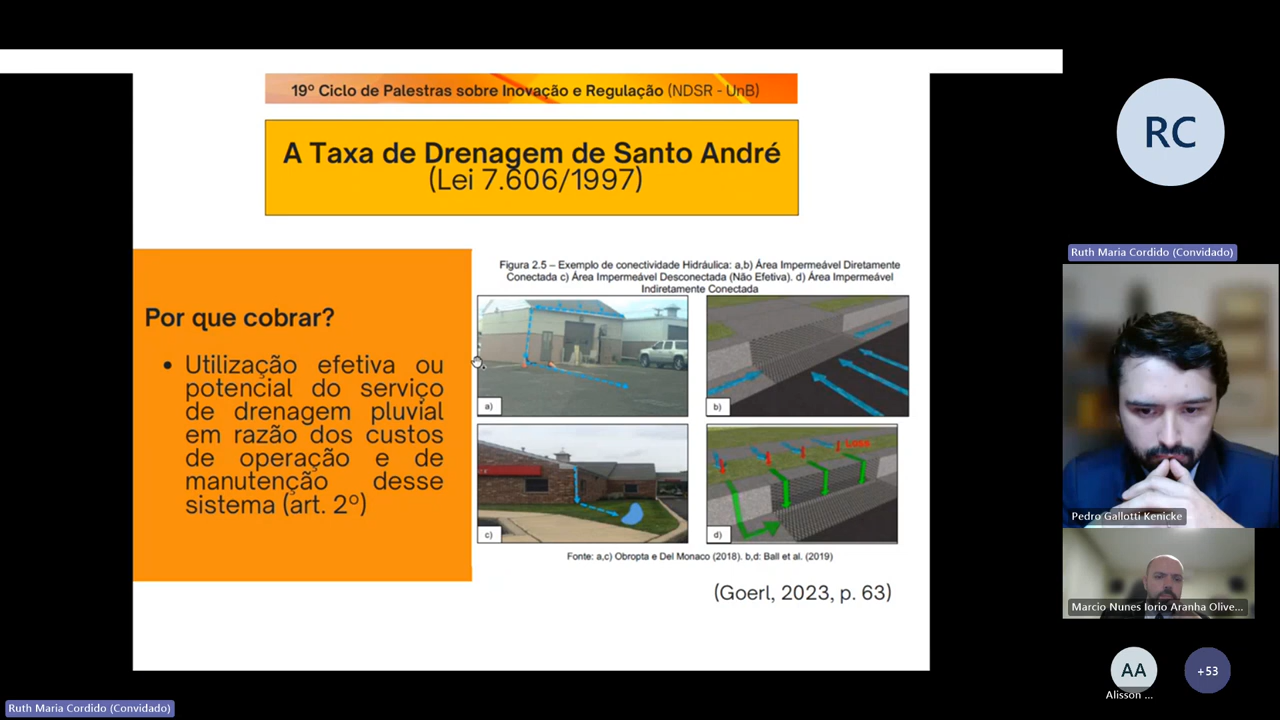 19º Ciclo de Palestras sobre Inovação e Regulação (NDSR - UnB)
A Taxa de Drenagem de Santo André
(Lei 7.606/1997)
Por que cobrar?
• Utilização efetiva ou
potencial do serviço
de drenagem pluvial
em razão dos custos
de operação e de
manutenção desse
sistema (art. 2º)
Figura 2.5 – Exemplo de conectividade Hidráulica: a,b) Área Impermeável Diretamente
Conectada c) Área Impermeável Desconectada (Não Efetiva). d) Área Impermeável
Indiretamente Conectada
a)
b)
Loss
c)
d)
Fonte: a,c) Obropta e Del Monaco (2018). b,d: Ball et al. (2019)
(Goerl, 2023, p. 63)
RC
Ruth Maria Cordido (Convidado)
Pedro Gallotti Kenicke
Marcio Nunes Iorio Aranha Olive...
AA
+53
Alisson ...
Ruth Maria Cordido (Convidado)